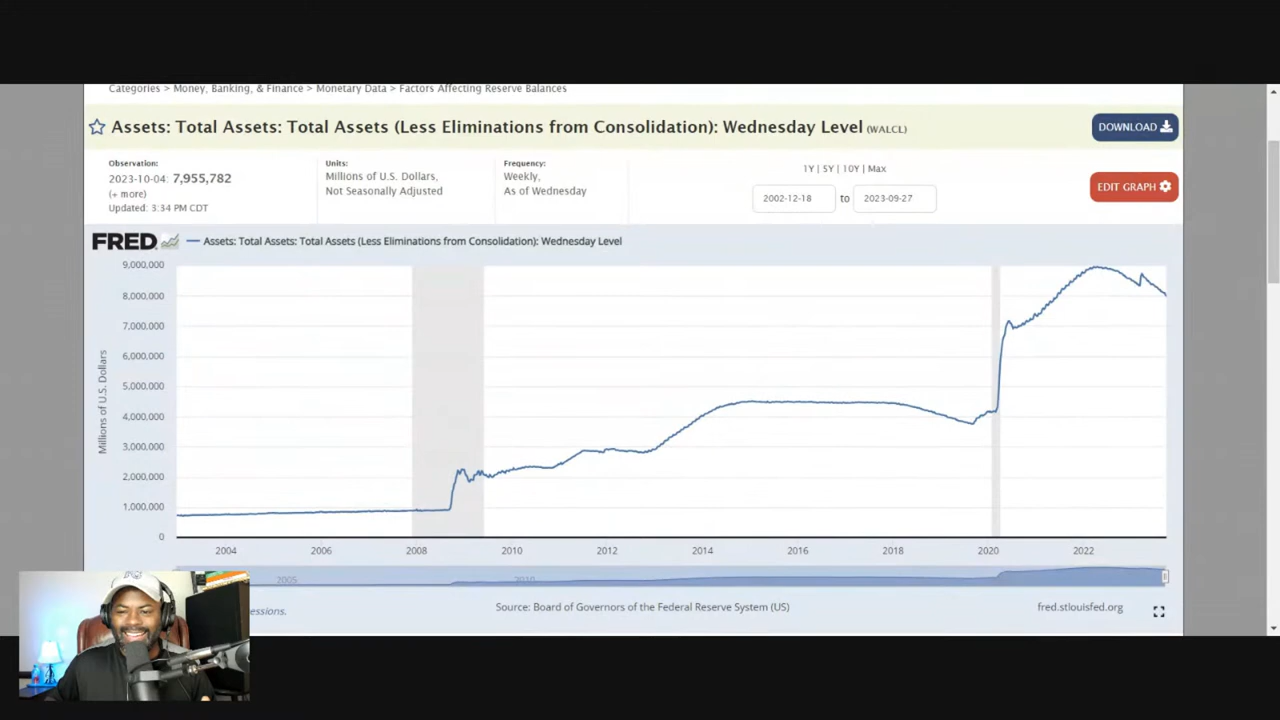 Categories > Money, Banking, & Finance > Monetary Data > Factors Affecting Reserve Balances
Assets: Total Assets: Total Assets (Less Eliminations from Consolidation): Wednesday Level (WALCL)
DOWNLOAD
Observation:
2023-10-04: 7,955,782
(+ more)
Updated: 3:34 PM CDT
Units:
Millions of U.S. Dollars,
Not Seasonally Adjusted
Frequency:
Weekly,
As of Wednesday
1Y | 5Y | 10Y | Max
2002-12-18 to 2023-09-27
EDIT GRAPH
FRED
Assets: Total Assets: Total Assets (Less Eliminations from Consolidation): Wednesday Level
Millions of U.S. Dollars
9,000,000
8,000,000
7,000,000
6,000,000
5,000,000
4,000,000
3,000,000
2,000,000
1,000,000
0
2004 2006 2008 2010 2012 2014 2016 2018 2020 2022
2005 2010
essions.
Source: Board of Governors of the Federal Reserve System (US)
fred.stlouisfed.org